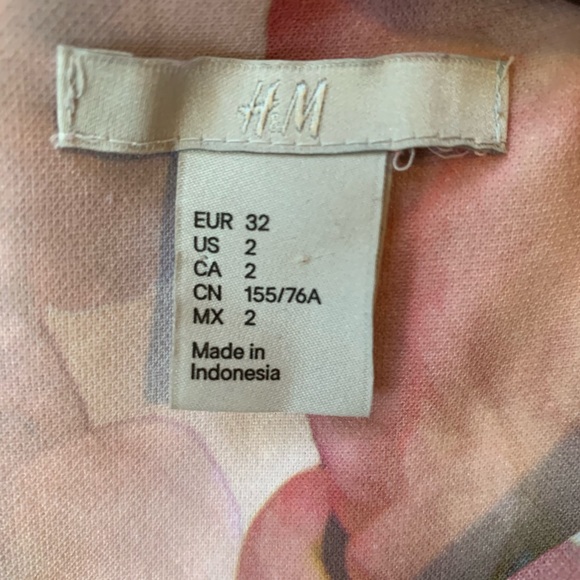 H&M
EUR 32
US 2
CA 2
CN 155/76A
MX 2
Made in
Indonesia